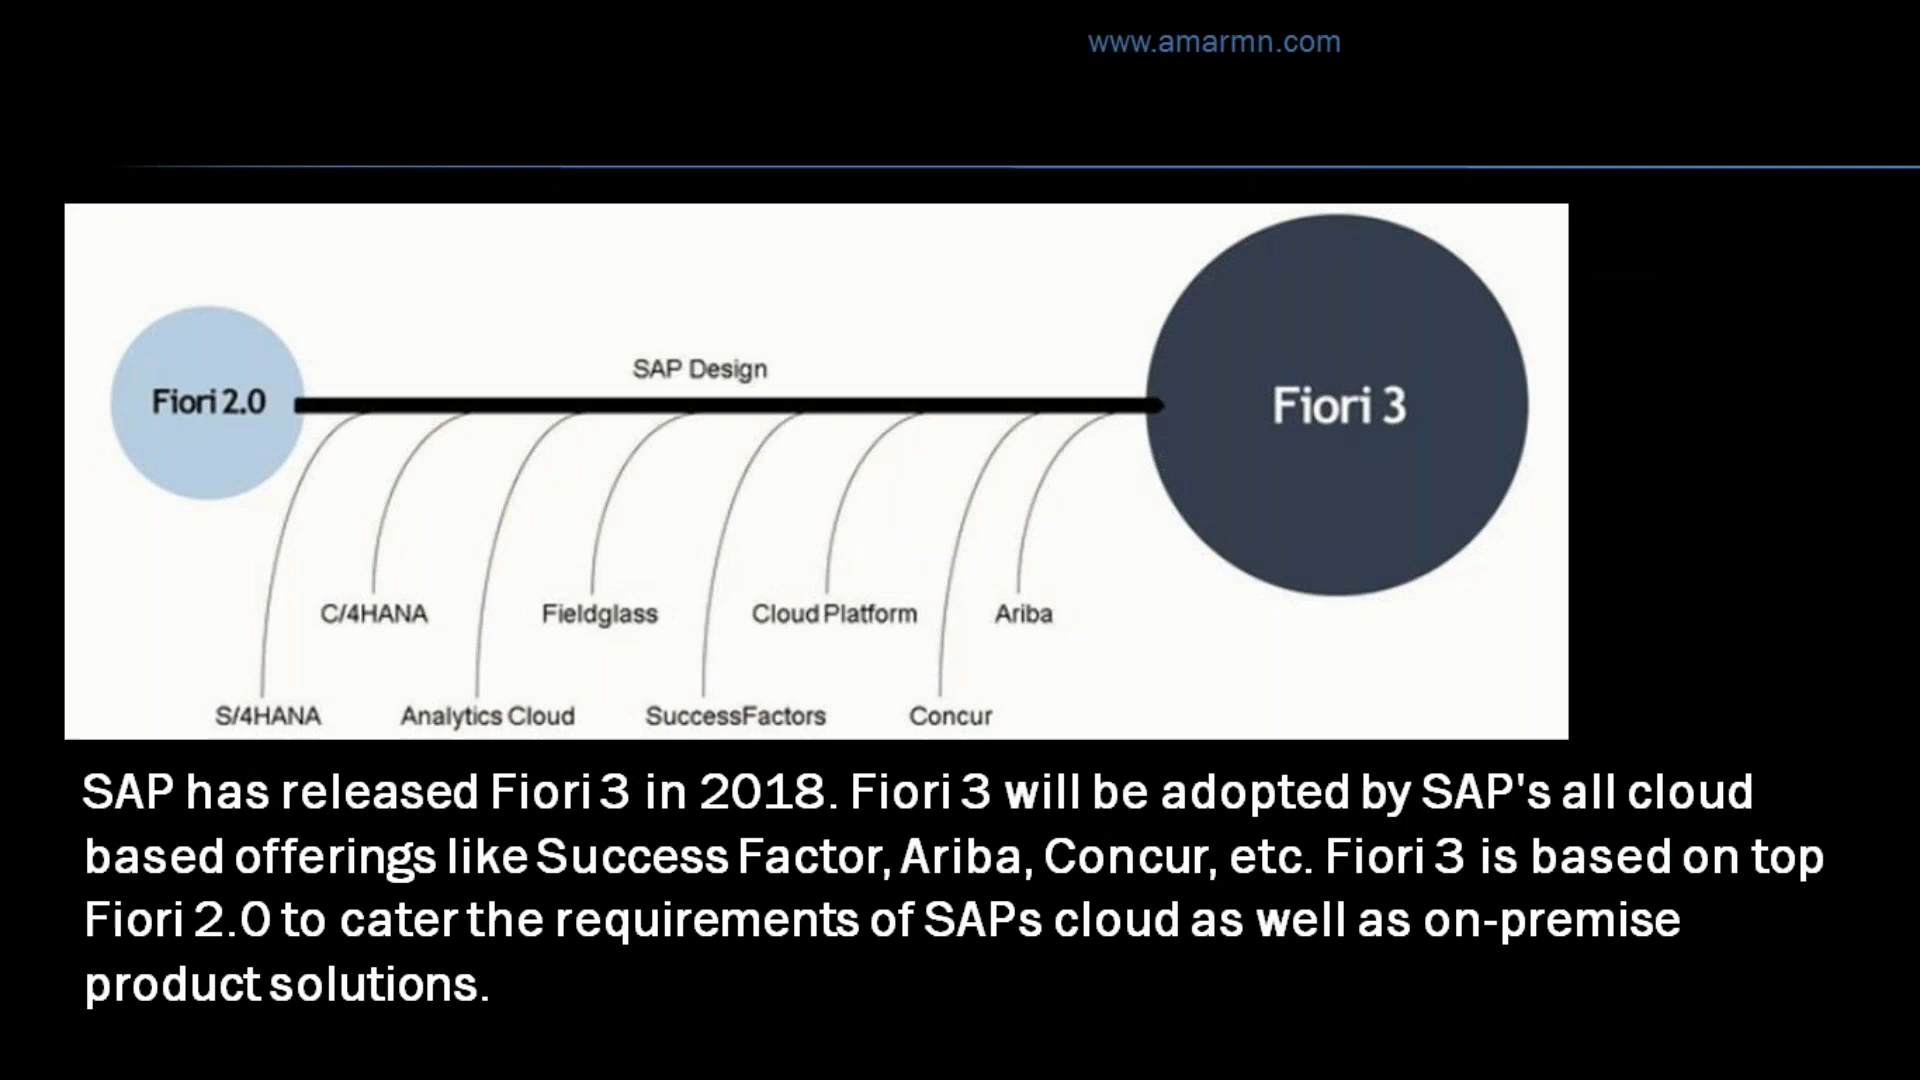 www.amarmn.com
SAP Design
Fiori 2.0
Fiori 3
C/4HANA
Fieldglass
Cloud Platform
Ariba
S/4HANA
Analytics Cloud
SuccessFactors
Concur
SAP has released Fiori 3 in 2018. Fiori 3 will be adopted by SAP's all cloud
based offerings like Success Factor, Ariba, Concur, etc. Fiori 3 is based on top
Fiori 2.0 to cater the requirements of SAPs cloud as well as on-premise
product solutions.